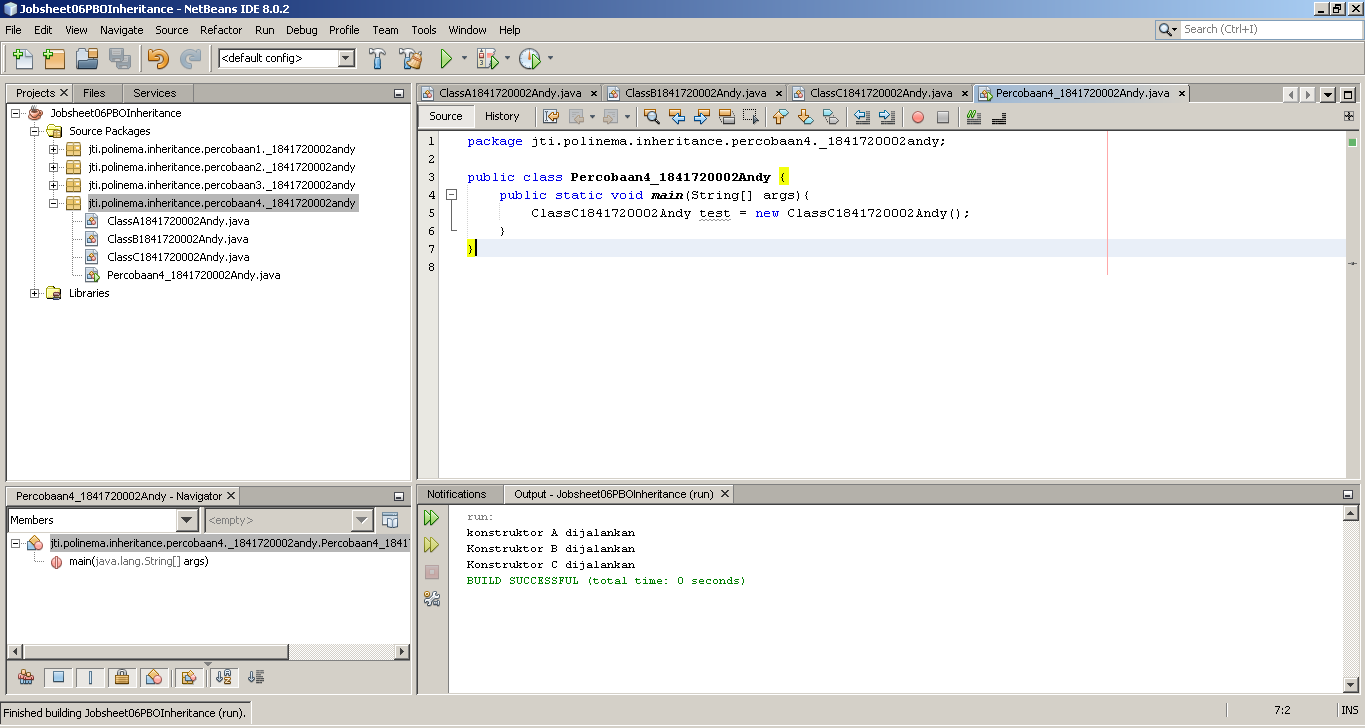 Jobsheet06PBOInheritance - NetBeans IDE 8.0.2
File Edit View Navigate Source Refactor Run Debug Profile Team Tools Window Help
Search (Ctrl+I)
<default config>
Projects Files Services
Jobsheet06PBOInheritance
Source Packages
jti.polinema.inheritance.percobaan1._1841720002andy
jti.polinema.inheritance.percobaan2._1841720002andy
jti.polinema.inheritance.percobaan3._1841720002andy
jti.polinema.inheritance.percobaan4._1841720002andy
ClassA1841720002Andy.java
ClassB1841720002Andy.java
ClassC1841720002Andy.java
Percobaan4_1841720002Andy.java
Libraries
ClassA1841720002Andy.java ClassB1841720002Andy.java ClassC1841720002Andy.java Percobaan4_1841720002Andy.java
Source History
1 package jti.polinema.inheritance.percobaan4._1841720002andy;
2
3 public class Percobaan4_1841720002Andy {
4 public static void main(String[] args){
5 ClassC1841720002Andy test = new ClassC1841720002Andy();
6 }
7 }
8
Percobaan4_1841720002Andy - Navigator
Members <empty>
jti.polinema.inheritance.percobaan4._1841720002andy.Percobaan4_1841
main(java.lang.String[] args)
Notifications Output - Jobsheet06PBOInheritance (run)
run:
konstruktor A dijalankan
Konstruktor B dijalankan
Konstruktor C dijalankan
BUILD SUCCESSFUL (total time: 0 seconds)
Finished building Jobsheet06PBOInheritance (run).
7:2 INS